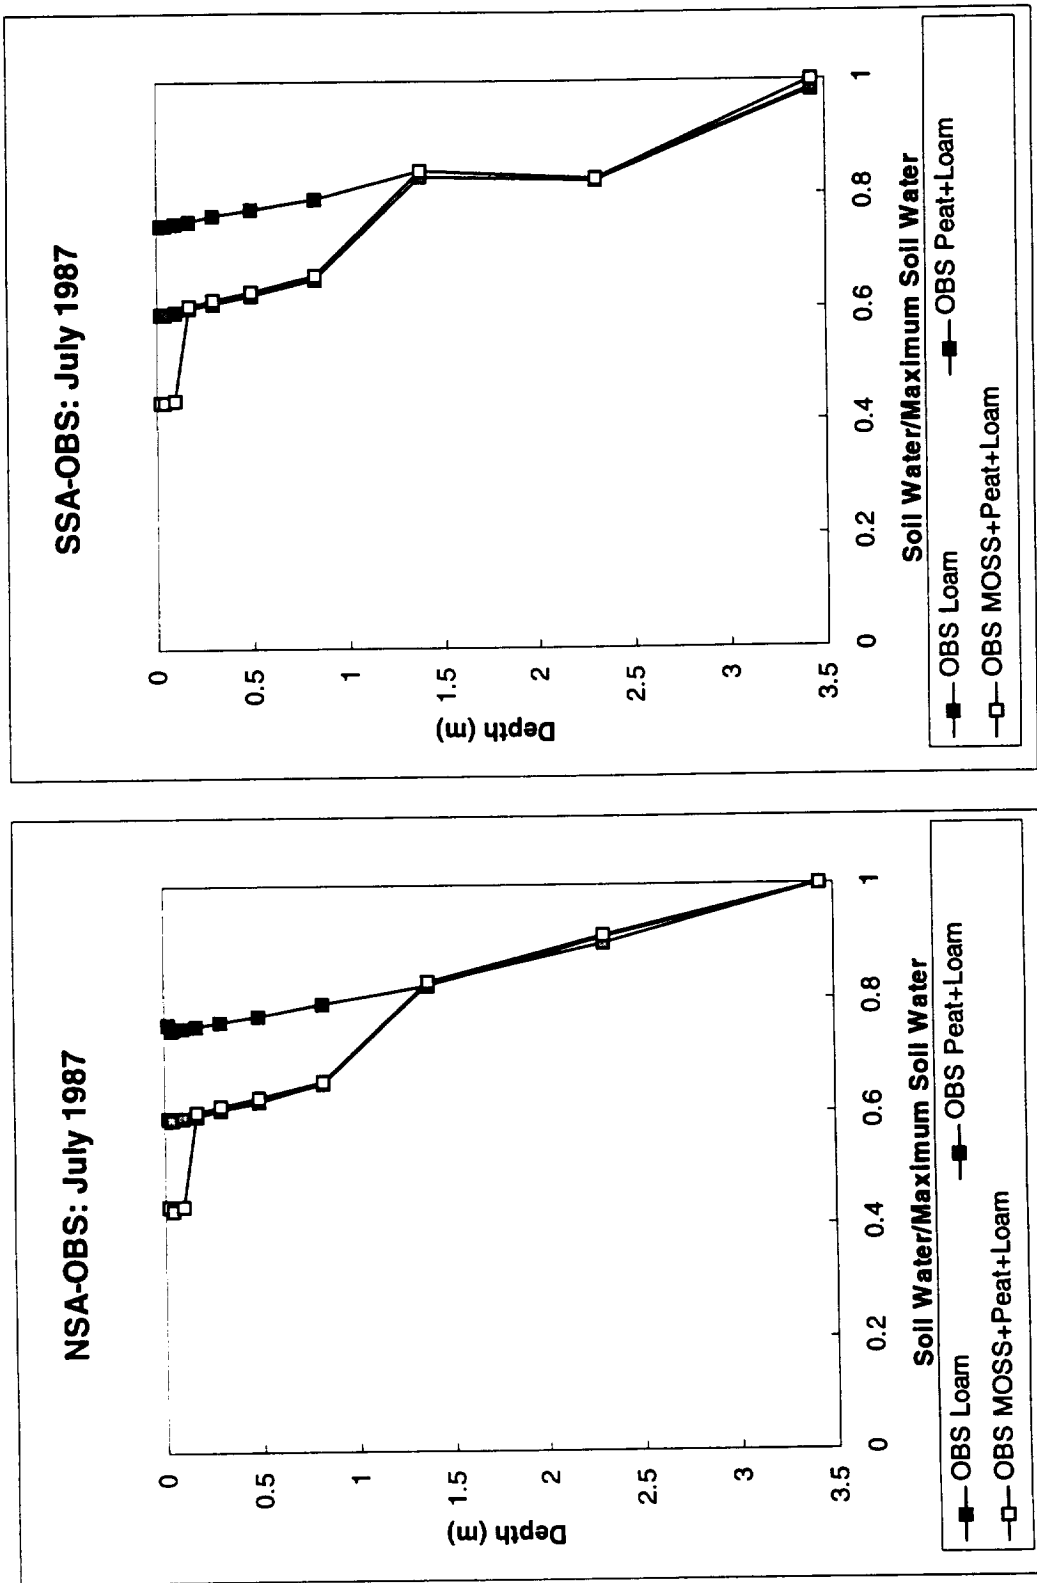 NSA-OBS: July 1987
Depth (m)
0
0.5
1
1.5
2
2.5
3
3.5
0
0.2
0.4
0.6
0.8
1
Soil Water/Maximum Soil Water
OBS Loam
OBS Peat+Loam
OBS MOSS+Peat+Loam
SSA-OBS: July 1987
Depth (m)
0
0.5
1
1.5
2
2.5
3
3.5
0
0.2
0.4
0.6
0.8
1
Soil Water/Maximum Soil Water
OBS Loam
OBS Peat+Loam
OBS MOSS+Peat+Loam